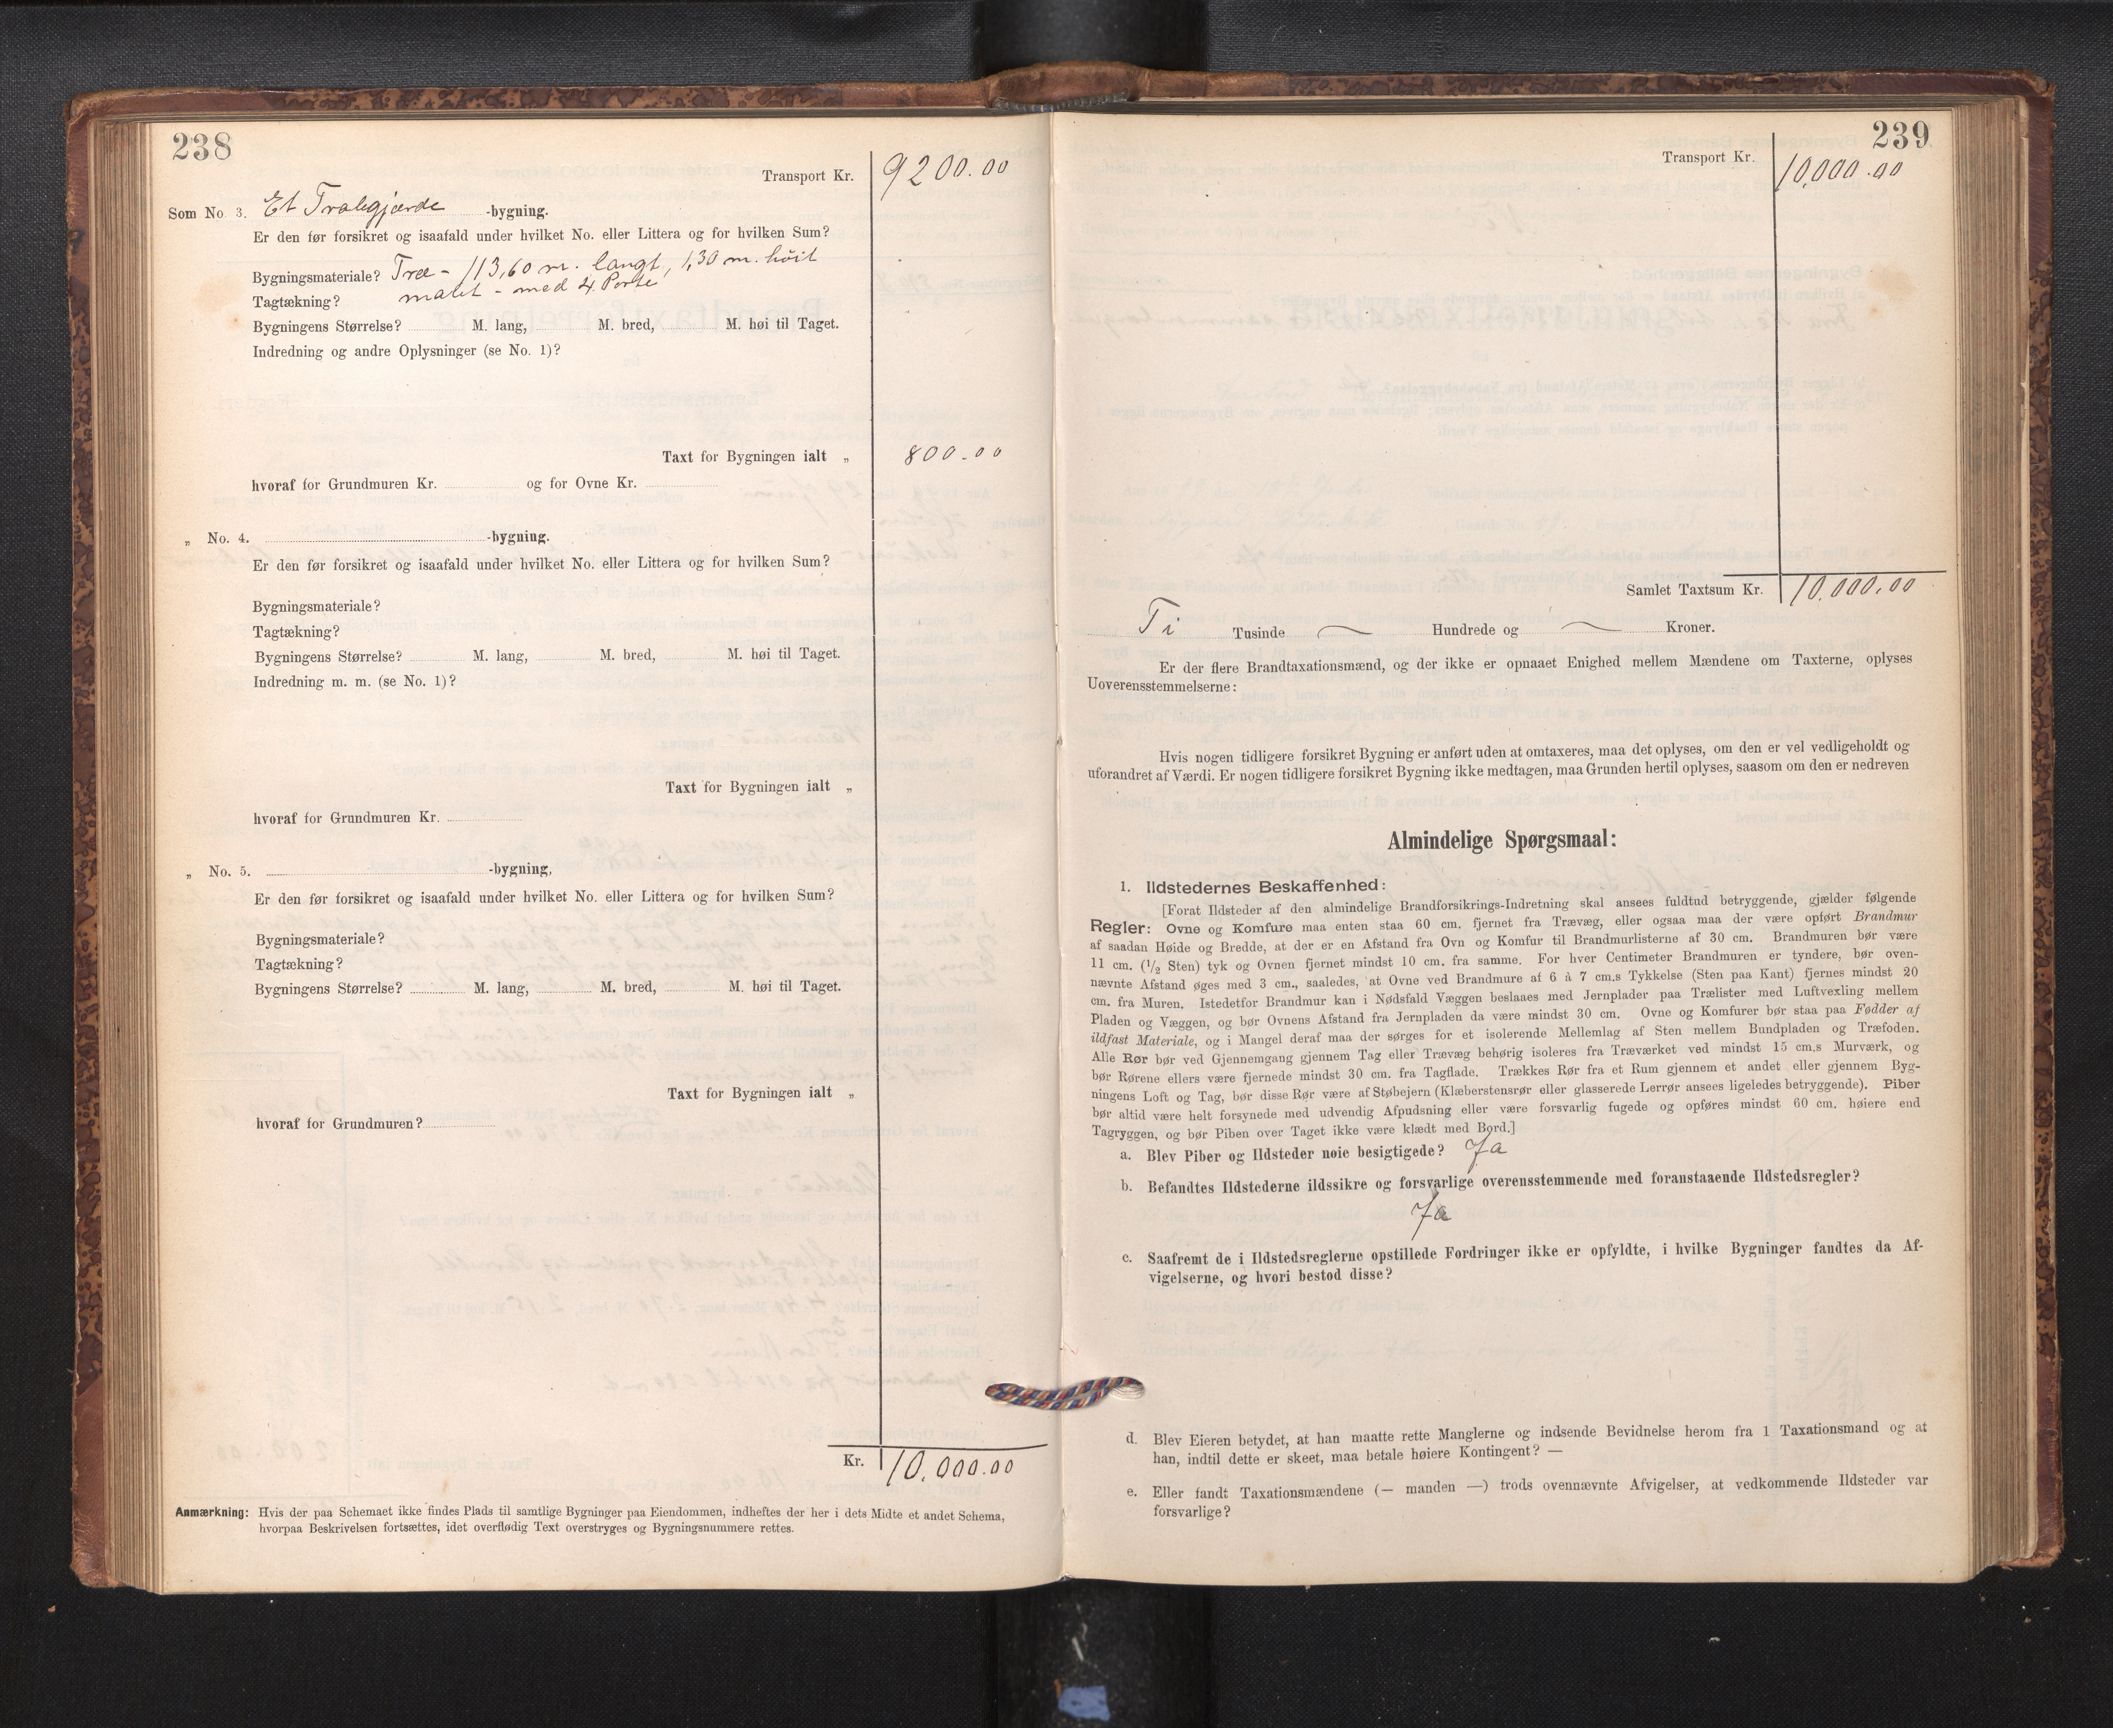 238
Transport Kr. 9200.00
Som No. 3. Et Tralegjærde -bygning.
Er den før forsikret og isaafald under hvilket No. eller Littera og for hvilken Sum?
Bygningsmateriale? Træ – 113,60 m. langt, 1,30 m. höit
malet – med 4 Porte
Tagtækning?
Bygningens Størrelse? M. lang, M. bred, M. høi til Taget.
Indredning og andre Oplysninger (se No. 1)?
Taxt for Bygningen ialt „ 800.00
hvoraf for Grundmuren Kr. og for Ovne Kr.
„ No. 4. -bygning.
Er den før forsikret og isaafald under hvilket No. eller Littera og for hvilken Sum?
Bygningsmateriale?
Tagtækning?
Bygningens Størrelse? M. lang, M. bred, M. høi til Taget.
Indredning m. m. (se No. 1)?
Taxt for Bygningen ialt „
hvoraf for Grundmuren Kr.
„ No. 5. -bygning,
Er den før forsikret og isaafald under hvilket No. eller Littera og for hvilken Sum?
Bygningsmateriale?
Tagtækning?
Bygningens Størrelse? M. lang, M. bred, M. høi til Taget.
Taxt for Bygningen ialt „
hvoraf for Grundmuren?
Kr. 10,000.00
Anmærkning: Hvis der paa Schemaet ikke findes Plads til samtlige Bygninger paa Eiendommen, indheftes der her i dets Midte et andet Schema,
hvorpaa Beskrivelsen fortsættes, idet overflødig Text overstryges og Bygningsnummere rettes.
239
Transport Kr. 10,000.00
Samlet Taxtsum Kr. 10,000.00
Ti Tusinde — Hundrede og — Kroner.
Er der flere Brandtaxationsmænd, og der ikke er opnaaet Enighed mellem Mændene om Taxterne, oplyses
Uoverensstemmelserne:
Hvis nogen tidligere forsikret Bygning er anført uden at omtaxeres, maa det oplyses, om den er vel vedligeholdt og
uforandret af Værdi. Er nogen tidligere forsikret Bygning ikke medtagen, maa Grunden hertil oplyses, saasom om den er nedreven
Almindelige Spørgsmaal:
1. Ildstedernes Beskaffenhed:
[Forat Ildsteder af den almindelige Brandforsikrings-Indretning skal ansees fuldtud betryggende, gjælder følgende
Regler: Ovne og Komfure maa enten staa 60 cm. fjernet fra Trævæg, eller ogsaa maa der være opført Brandmur
af saadan Høide og Bredde, at der er en Afstand fra Ovn og Komfur til Brandmurlisterne af 30 cm. Brandmuren bør være
11 cm. (1/2 Sten) tyk og Ovnen fjernet mindst 10 cm. fra samme. For hver Centimeter Brandmuren er tyndere, bør oven-
nævnte Afstand øges med 3 cm., saaledes, at Ovne ved Brandmure af 6 à 7 cm.s Tykkelse (Sten paa Kant) fjernes mindst 20
cm. fra Muren. Istedetfor Brandmur kan i Nødsfald Væggen beslaaes med Jernplader paa Trælister med Luftvexling mellem
Pladen og Væggen, og bør Ovnens Afstand fra Jernpladen da være mindst 30 cm. Ovne og Komfurer bør staa paa Fødder af
ildfast Materiale, og i Mangel deraf maa der sørges for et isolerende Mellemlag af Sten mellem Bundpladen og Træfoden.
Alle Rør bør ved Gjennemgang gjennem Tag eller Trævæg behørig isoleres fra Træværket ved mindst 15 cm.s Murværk, og
bør Rørene ellers være fjernede mindst 30 cm. fra Tagflade. Trækkes Rør fra et Rum gjennem et andet eller gjennem Byg-
ningens Loft og Tag, bør disse Rør være af Støbejern (Klæberstensrør eller glasserede Lerrør ansees ligeledes betryggende). Piber
bør altid være helt forsynede med udvendig Afpudsning eller være forsvarlig fugede og opføres mindst 60 cm. høiere end
Tagryggen, og bør Piben over Taget ikke være klædt med Bord.]
a. Blev Piber og Ildsteder nøie besigtigede? Ja
b. Befandtes Ildstederne ildssikre og forsvarlige overensstemmende med foranstaaende Ildstedsregler?
Ja
c. Saafremt de i Ildstedsreglerne opstillede Fordringer ikke er opfyldte, i hvilke Bygninger fandtes da Af-
vigelserne, og hvori bestod disse?
d. Blev Eieren betydet, at han maatte rette Manglerne og indsende Bevidnelse herom fra 1 Taxationsmand og at
han, indtil dette er skeet, maa betale høiere Kontingent? —
e. Eller fandt Taxationsmændene (— manden —) trods ovennævnte Afvigelser, at vedkommende Ildsteder var
forsvarlige?